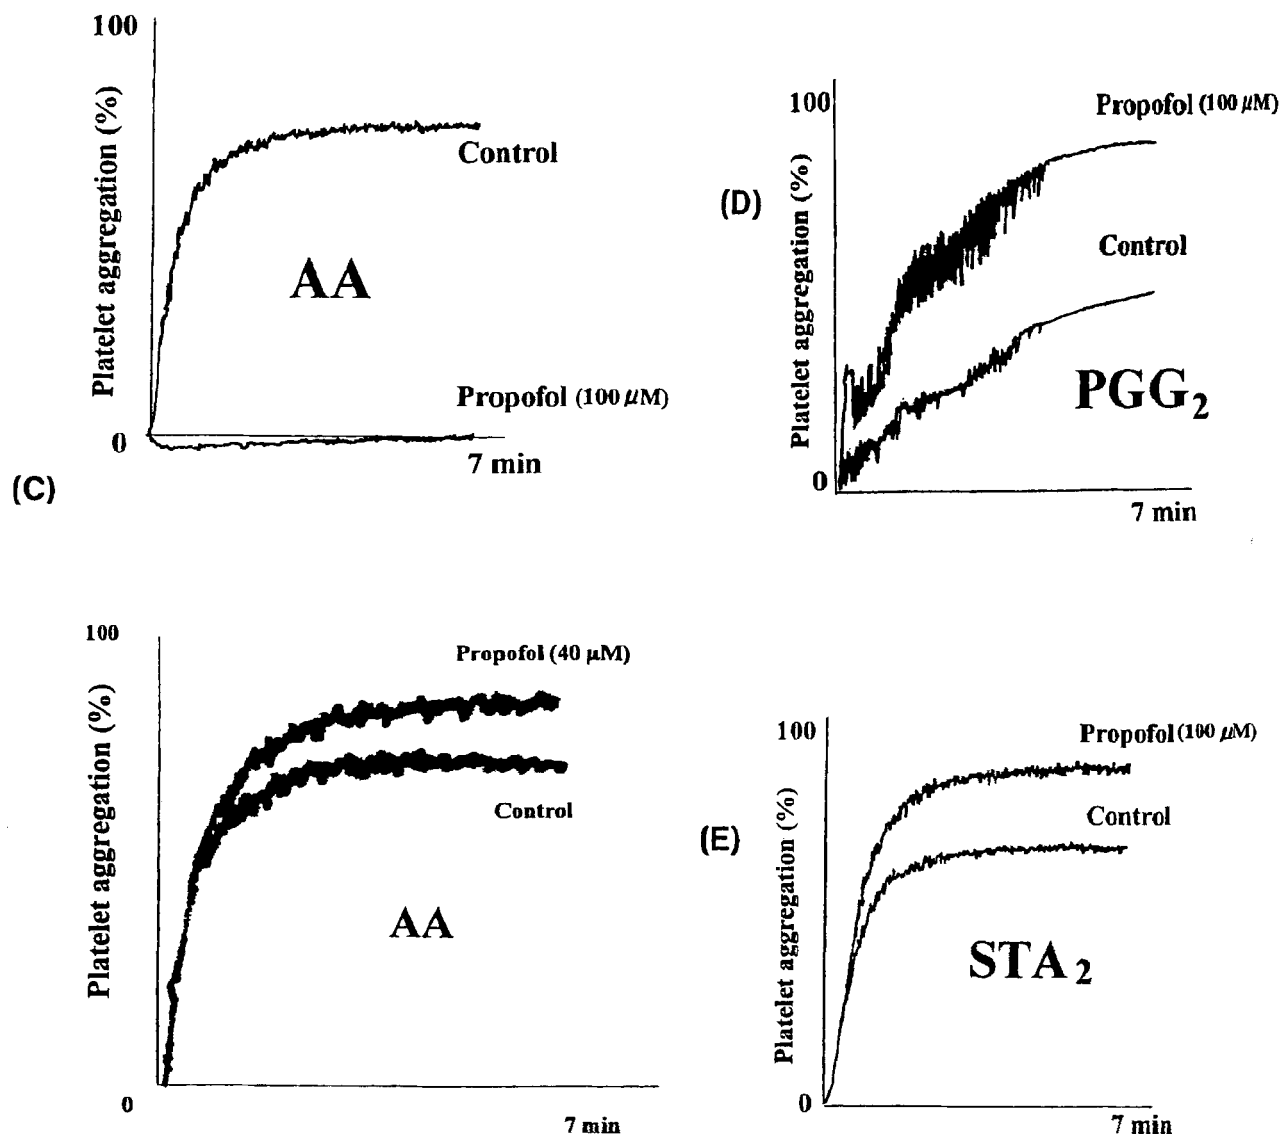 100
Platelet aggregation (%)
Control
AA
Propofol (100 µM)
0
7 min
(C)
100
Platelet aggregation (%)
Propofol (40 µM)
Control
AA
0
7 min
(D)
100
Platelet aggregation (%)
Propofol (100 µM)
Control
PGG2
0
7 min
(E)
100
Platelet aggregation (%)
Propofol (100 µM)
Control
STA2
0
7 min